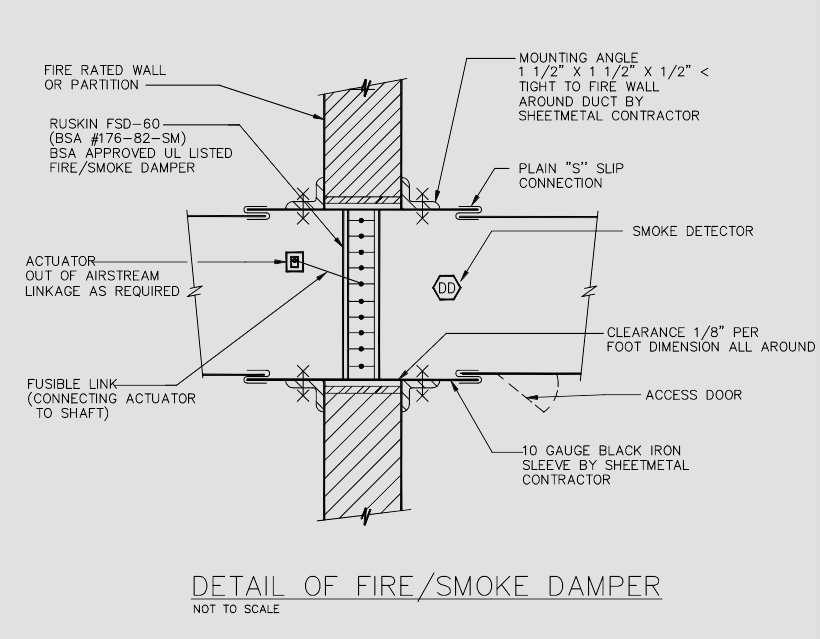 FIRE RATED WALL
OR PARTITION
RUSKIN FSD-60
(BSA #176-82-SM)
BSA APPROVED UL LISTED
FIRE/SMOKE DAMPER
ACTUATOR
OUT OF AIRSTREAM
LINKAGE AS REQUIRED
FUSIBLE LINK
(CONNECTING ACTUATOR
TO SHAFT)
MOUNTING ANGLE
1 1/2" X 1 1/2" X 1/2" <
TIGHT TO FIRE WALL
AROUND DUCT BY
SHEETMETAL CONTRACTOR
PLAIN "S" SLIP
CONNECTION
SMOKE DETECTOR
DD
CLEARANCE 1/8" PER
FOOT DIMENSION ALL AROUND
ACCESS DOOR
10 GAUGE BLACK IRON
SLEEVE BY SHEETMETAL
CONTRACTOR
DETAIL OF FIRE/SMOKE DAMPER
NOT TO SCALE